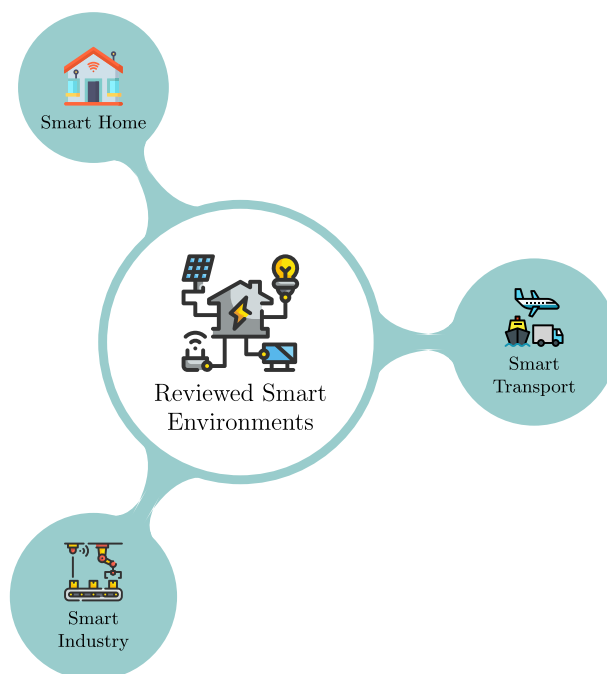 Smart Home
Reviewed Smart
Environments
Smart
Transport
Smart
Industry